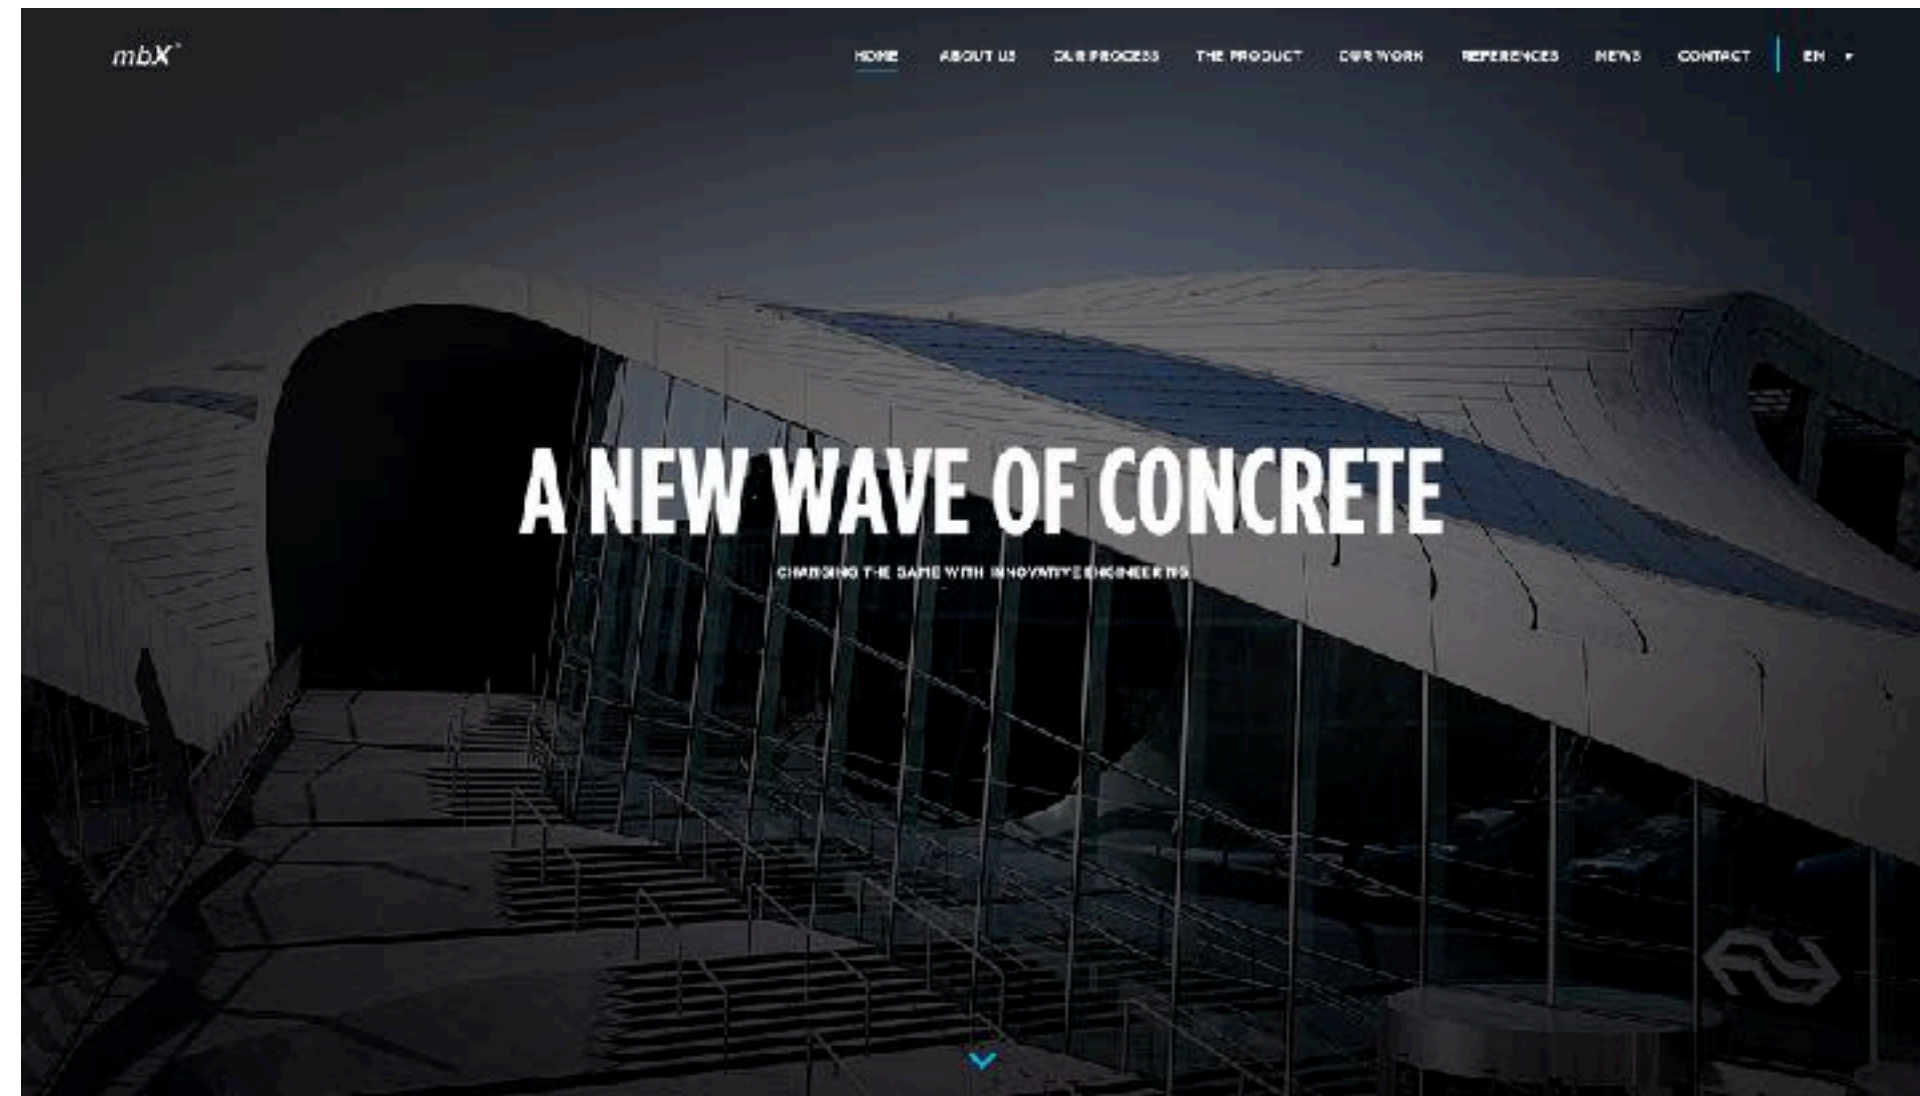 mbX
HOME ABOUT US OUR PROCESS THE PRODUCT OUR WORK REFERENCES NEWS CONTACT EN
A NEW WAVE OF CONCRETE
CHANGING THE GAME WITH INNOVATIVE ENGINEERING